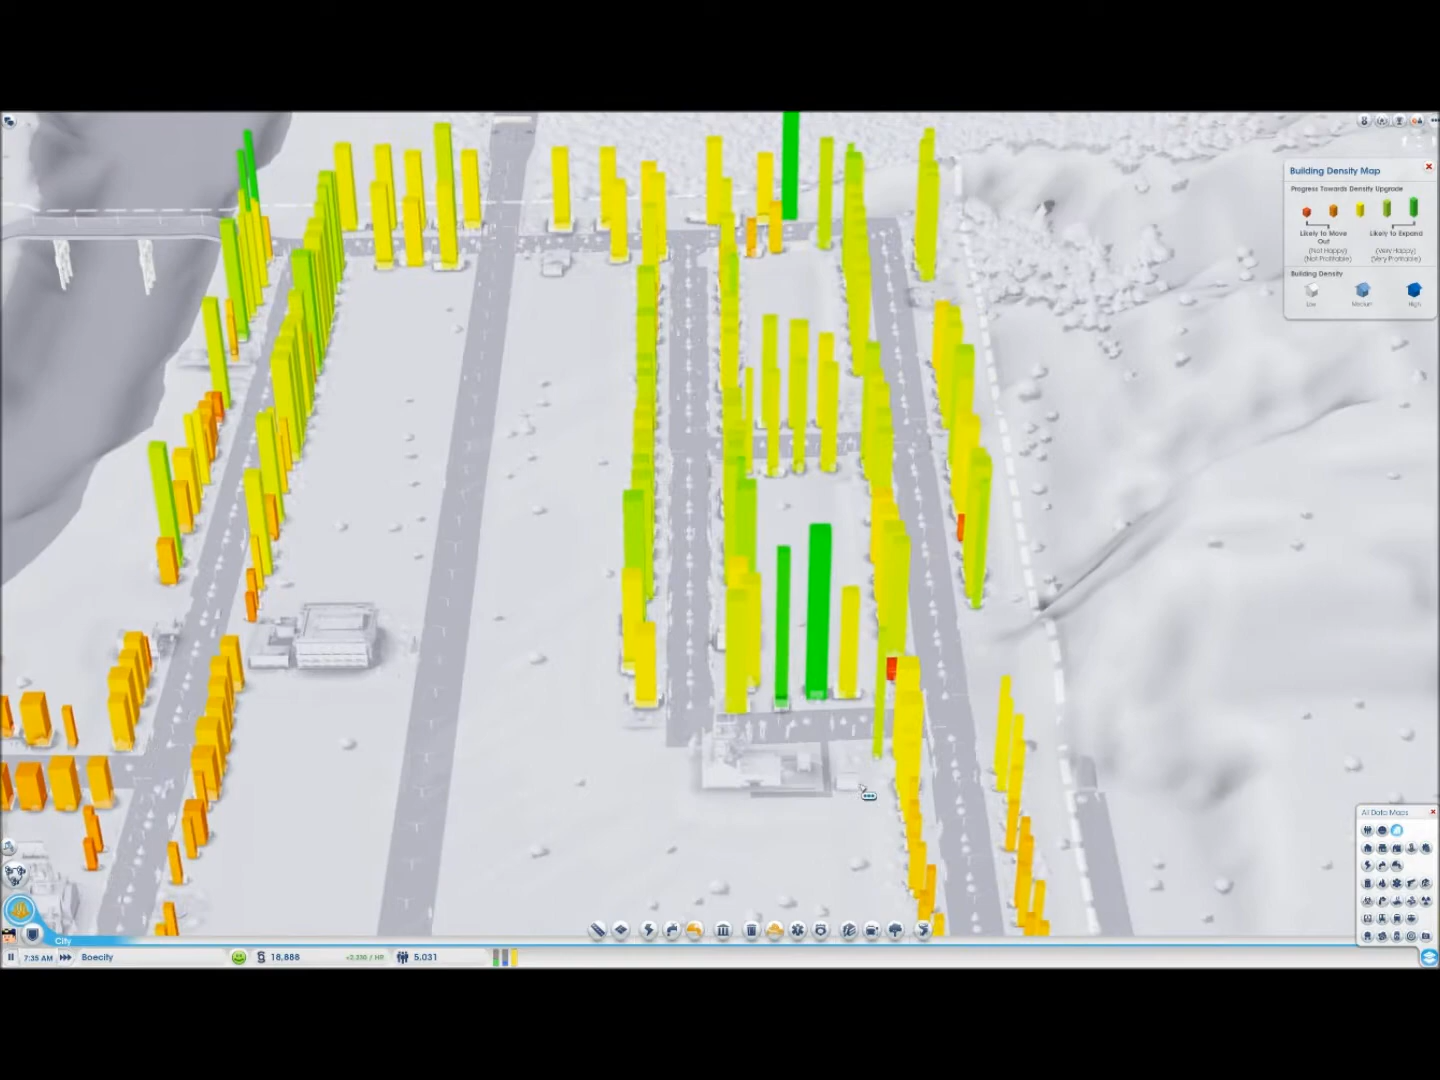 Building Density Map
Progress Towards Density Upgrade
Likely to Move Out
Likely to Expand
(Not Happy)
(Not Profitable)
(Very Happy)
(Very Profitable)
Building Density
Low
Medium
High
All Data Maps
City
7:35 AM
Boecity
18,888
5,031